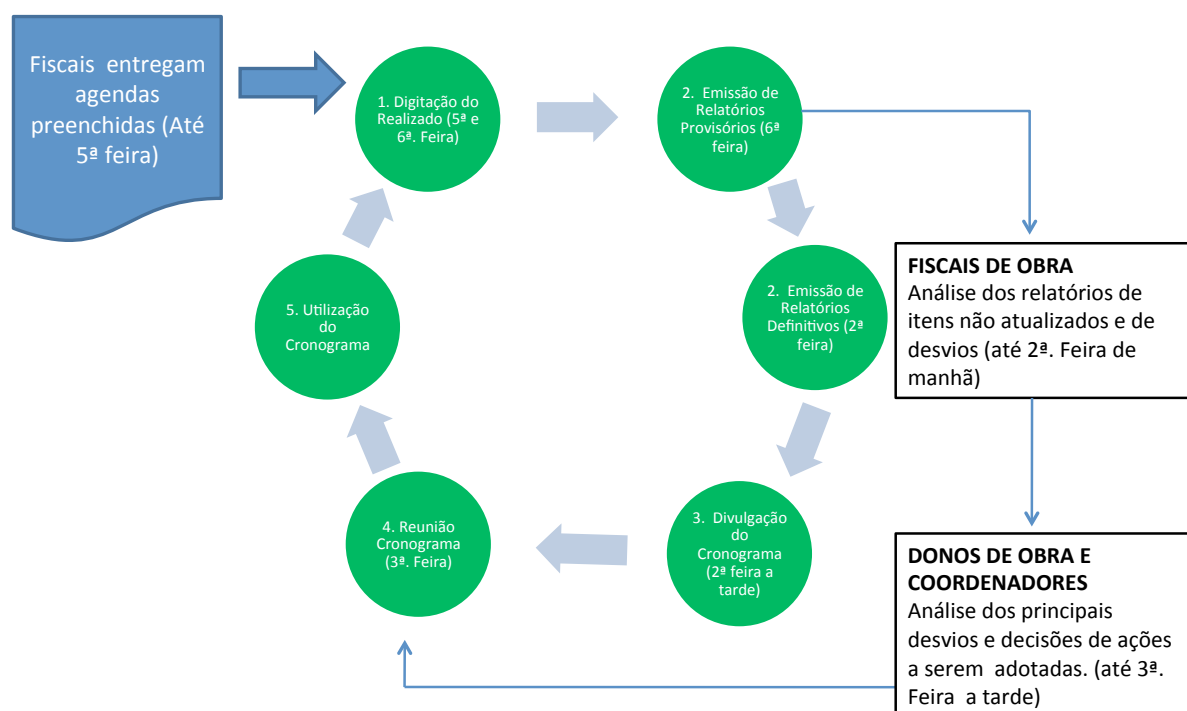 Fiscais entregam
agendas
preenchidas (Até
5ª feira)
1. Digitação do
Realizado (5ª e
6ª. Feira)
2. Emissão de
Relatórios
Provisórios (6ª
feira)
2. Emissão de
Relatórios
Definitivos (2ª
feira)
3. Divulgação
do
Cronograma
(2ª feira a
tarde)
4. Reunião
Cronograma
(3ª. Feira)
5. Utilização
do
Cronograma
FISCAIS DE OBRA
Análise dos relatórios de
itens não atualizados e de
desvios (até 2ª. Feira de
manhã)
DONOS DE OBRA E
COORDENADORES
Análise dos principais
desvios e decisões de ações
a serem adotadas. (até 3ª.
Feira a tarde)